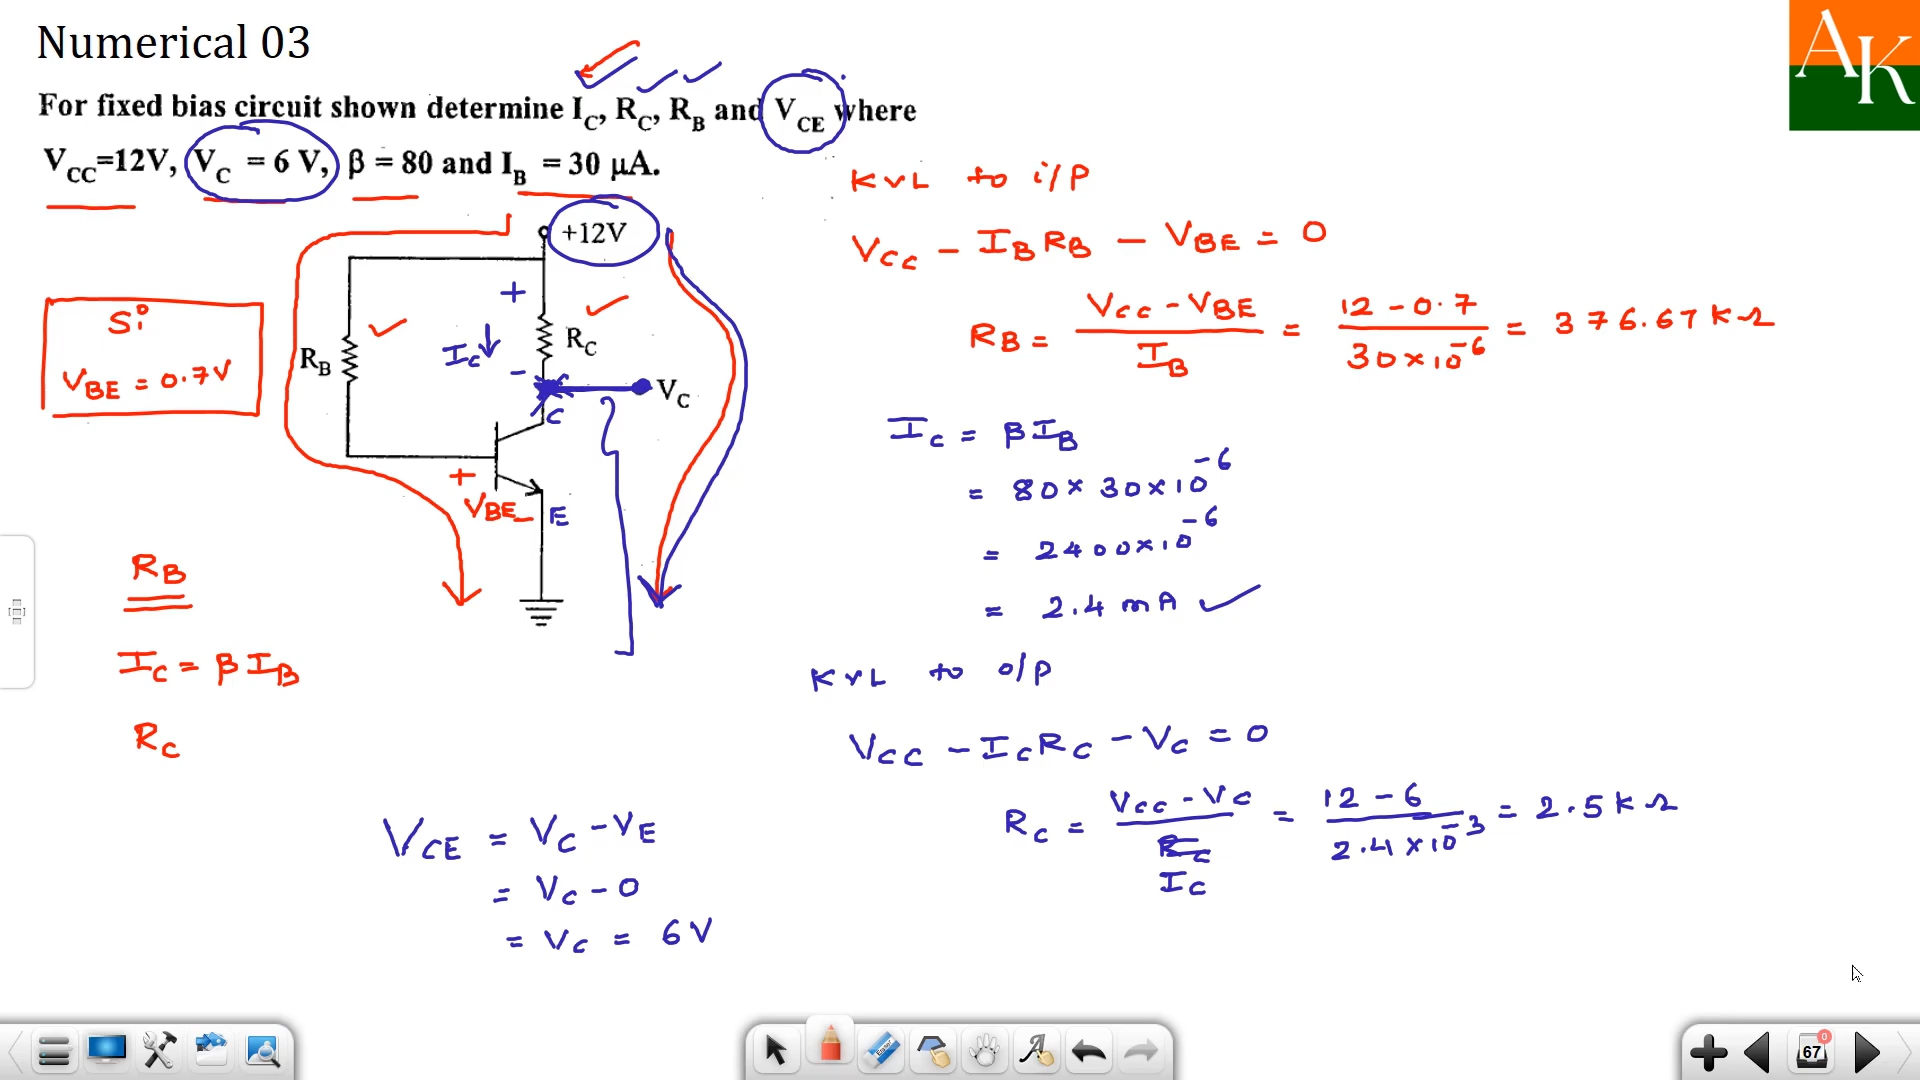 Numerical 03
AK
For fixed bias circuit shown determine I_C, R_C, R_B and V_CE where
V_CC=12V, V_C = 6 V, β = 80 and I_B = 30 μA.
+12V
+
R_C
I_C
-
V_C
C
R_B
+
V_BE -
E
Si
V_BE = 0.7V
R_B
I_C = β I_B
R_C
V_CE = V_C - V_E
= V_C - 0
= V_C = 6V
KVL to i/p
V_CC - I_B R_B - V_BE = 0
R_B = (V_CC - V_BE) / I_B = (12 - 0.7) / (30 × 10^-6) = 376.67 KΩ
I_C = β I_B
= 80 × 30 × 10^-6
= 2400 × 10^-6
= 2.4 mA
KVL to o/p
V_CC - I_C R_C - V_C = 0
R_C = (V_CC - V_C) / I_C = (12 - 6) / (2.4 × 10^-3) = 2.5 KΩ
Eraser
A
67
0